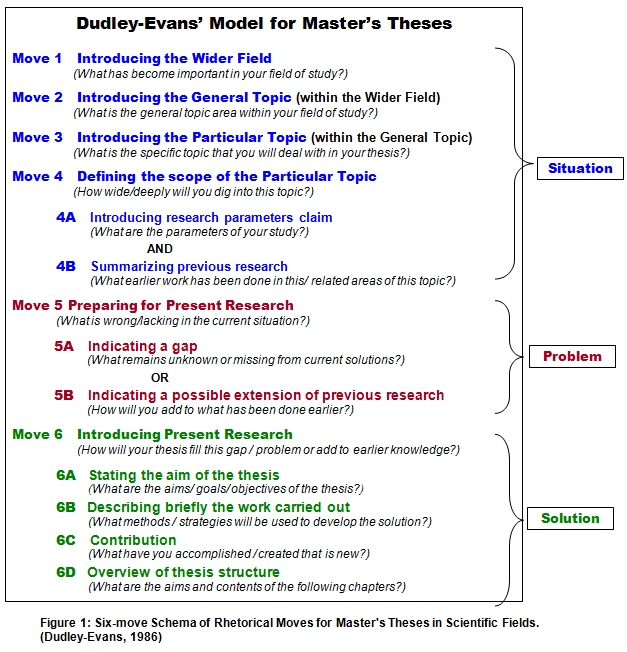 Dudley-Evans' Model for Master's Theses
Move 1 Introducing the Wider Field
(What has become important in your field of study?)
Move 2 Introducing the General Topic (within the Wider Field)
(What is the general topic area within your field of study?)
Move 3 Introducing the Particular Topic (within the General Topic)
(What is the specific topic that you will deal with in your thesis?)
Move 4 Defining the scope of the Particular Topic
(How wide/deeply will you dig into this topic?)
4A Introducing research parameters claim
(What are the parameters of your study?)
AND
4B Summarizing previous research
(What earlier work has been done in this/ related areas of this topic?)
Situation
Move 5 Preparing for Present Research
(What is wrong/lacking in the current situation?)
5A Indicating a gap
(What remains unknown or missing from current solutions?)
OR
5B Indicating a possible extension of previous research
(How will you add to what has been done earlier?)
Problem
Move 6 Introducing Present Research
(How will your thesis fill this gap / problem or add to earlier knowledge?)
6A Stating the aim of the thesis
(What are the aims/ goals/objectives of the thesis?)
6B Describing briefly the work carried out
(What methods / strategies will be used to develop the solution?)
6C Contribution
(What have you accomplished /created that is new?)
6D Overview of thesis structure
(What are the aims and contents of the following chapters?)
Solution
Figure 1: Six-move Schema of Rhetorical Moves for Master's Theses in Scientific Fields.
(Dudley-Evans, 1986)